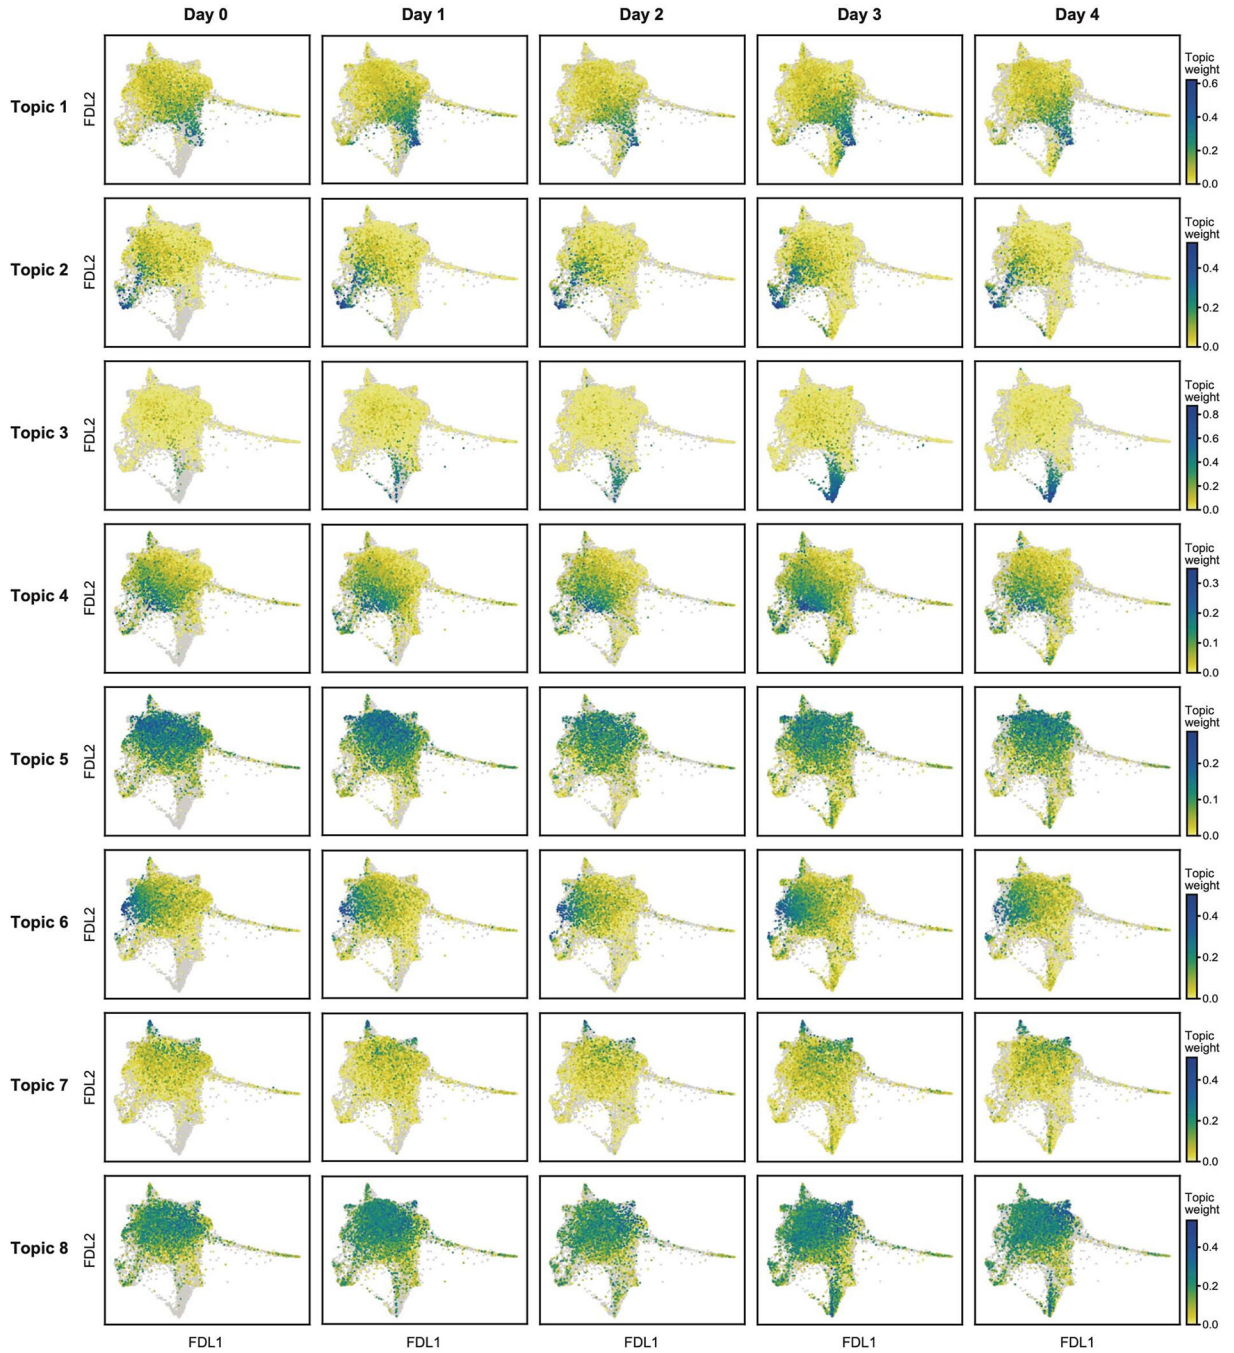 Day 0 Day 1 Day 2 Day 3 Day 4
Topic 1 FDL2 Topic weight 0.6 0.4 0.2 0.0
Topic 2 FDL2 Topic weight 0.4 0.2 0.0
Topic 3 FDL2 Topic weight 0.8 0.6 0.4 0.2 0.0
Topic 4 FDL2 Topic weight 0.3 0.2 0.1 0.0
Topic 5 FDL2 Topic weight 0.2 0.1 0.0
Topic 6 FDL2 Topic weight 0.4 0.2 0.0
Topic 7 FDL2 Topic weight 0.4 0.2 0.0
Topic 8 FDL2 Topic weight 0.4 0.2 0.0
FDL1 FDL1 FDL1 FDL1 FDL1